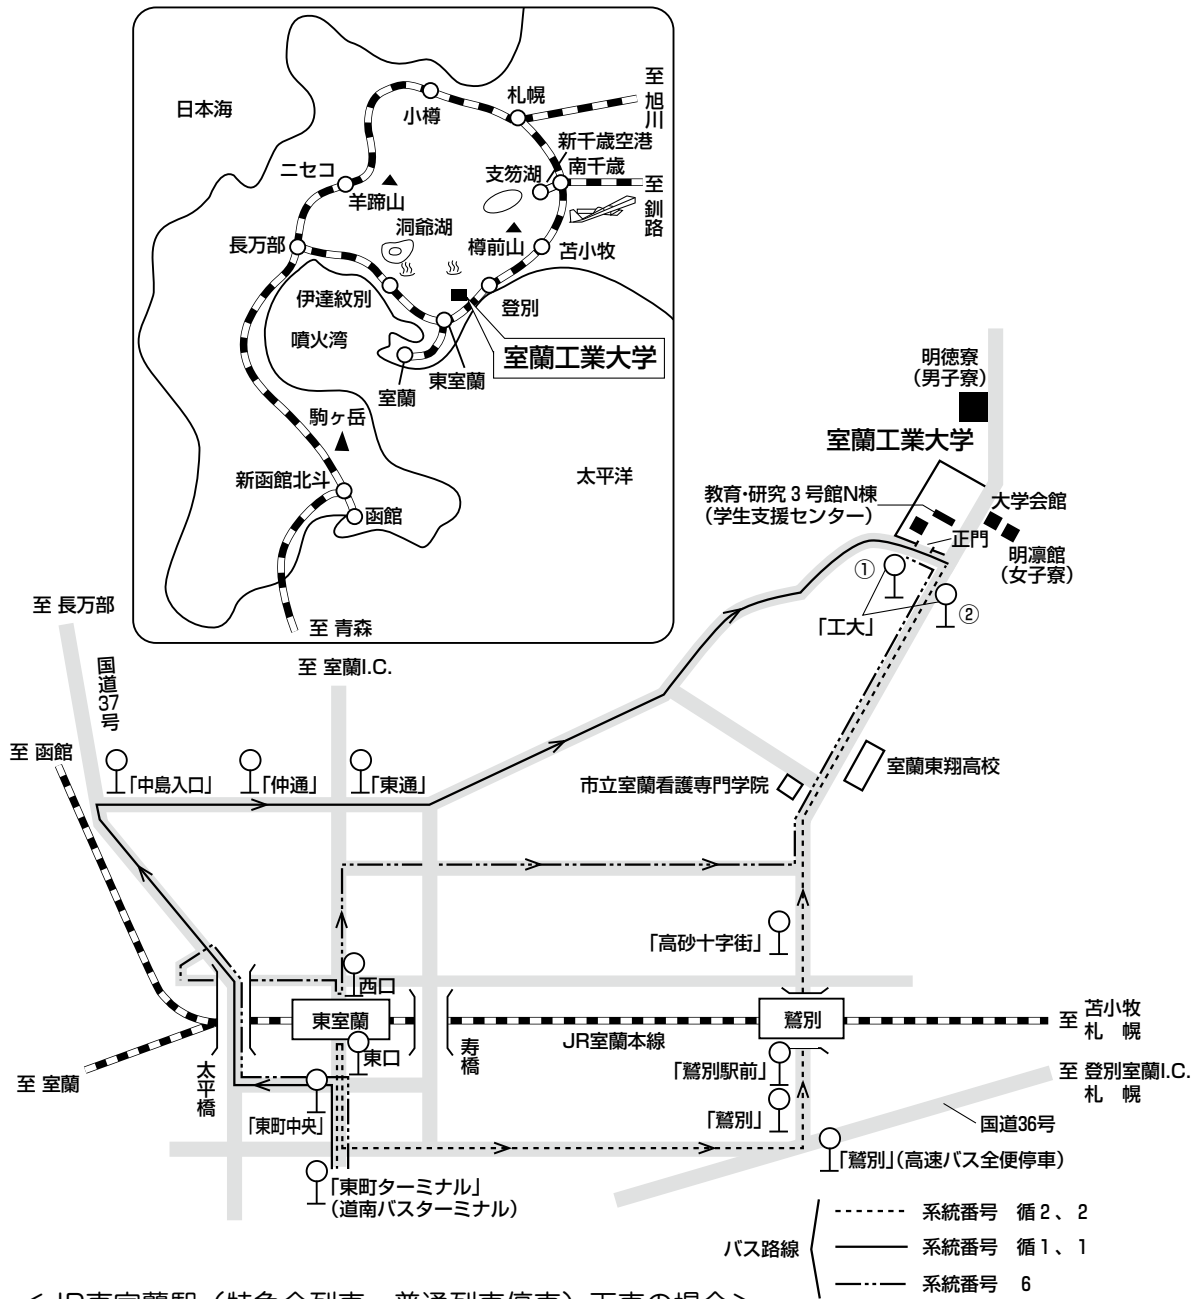 日本海
小樽
札幌
至 旭川
新千歳空港
支笏湖
南千歳
至 釧路
ニセコ
羊蹄山
洞爺湖
樽前山
苫小牧
長万部
伊達紋別
登別
噴火湾
室蘭工業大学
室蘭
東室蘭
駒ヶ岳
新函館北斗
函館
太平洋
至 青森
明徳寮
(男子寮)
室蘭工業大学
教育・研究３号館N棟
(学生支援センター)
大学会館
正門
明凛館
(女子寮)
①
②
「工大」
至 長万部
至 室蘭I.C.
国道37号
至 函館
「中島入口」
「仲通」
「東通」
市立室蘭看護専門学院
室蘭東翔高校
「高砂十字街」
西口
東室蘭
東口
寿橋
JR室蘭本線
鷲別
至 苫小牧
札　幌
至 室蘭
太平橋
「鷲別駅前」
「鷲別」
至 登別室蘭I.C.
札　幌
「東町中央」
国道36号
「鷲別」(高速バス全便停車)
「東町ターミナル」
(道南バスターミナル)
バス路線
系統番号　循２、２
系統番号　循１、１
系統番号　６